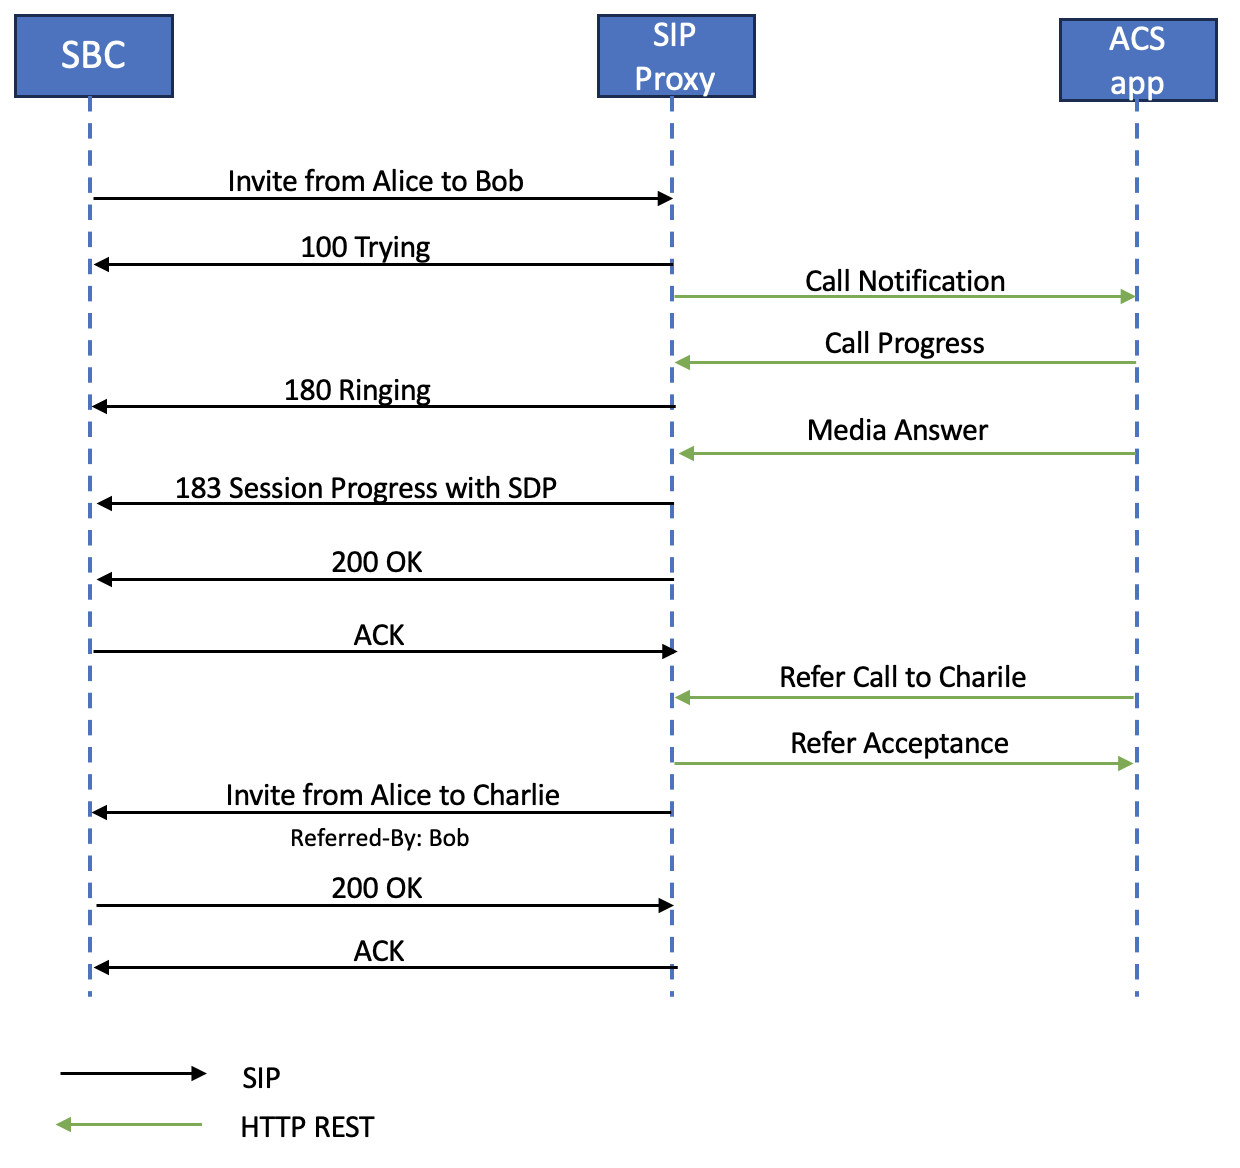 SBC
SIP
Proxy
ACS
app
Invite from Alice to Bob
100 Trying
Call Notification
Call Progress
180 Ringing
Media Answer
183 Session Progress with SDP
200 OK
ACK
Refer Call to Charile
Refer Acceptance
Invite from Alice to Charlie
Referred-By: Bob
200 OK
ACK
SIP
HTTP REST